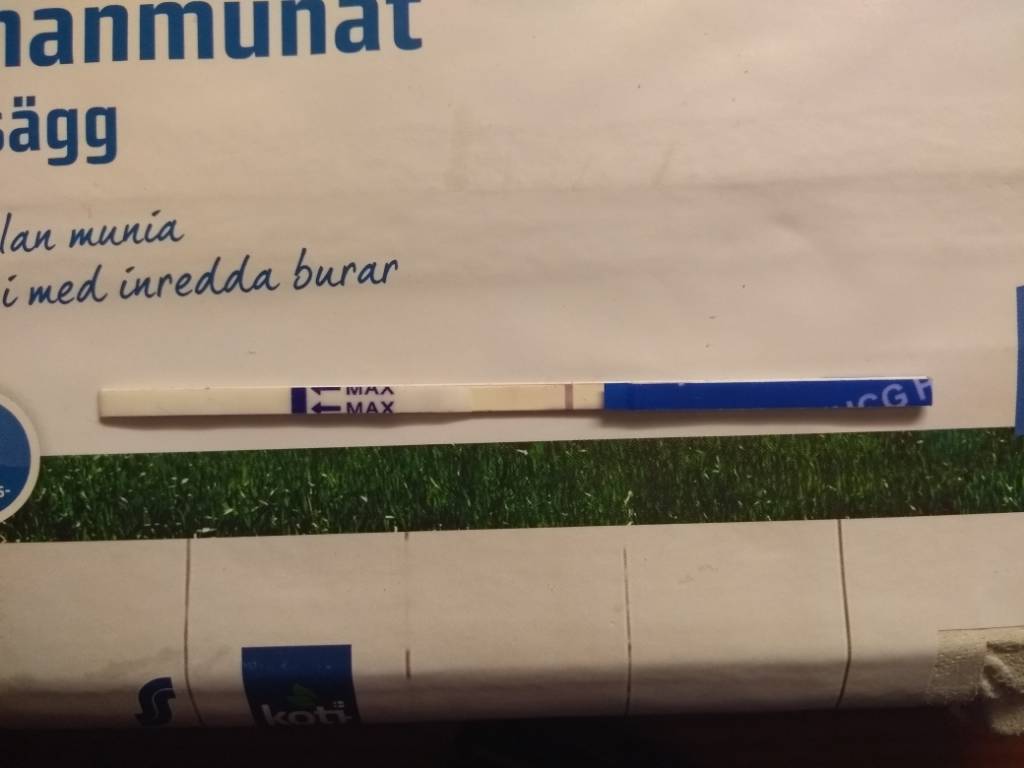 nanmunat
sägg
lan munia
i med inredda burar
MAX
MAX
HCG P
s-
koti